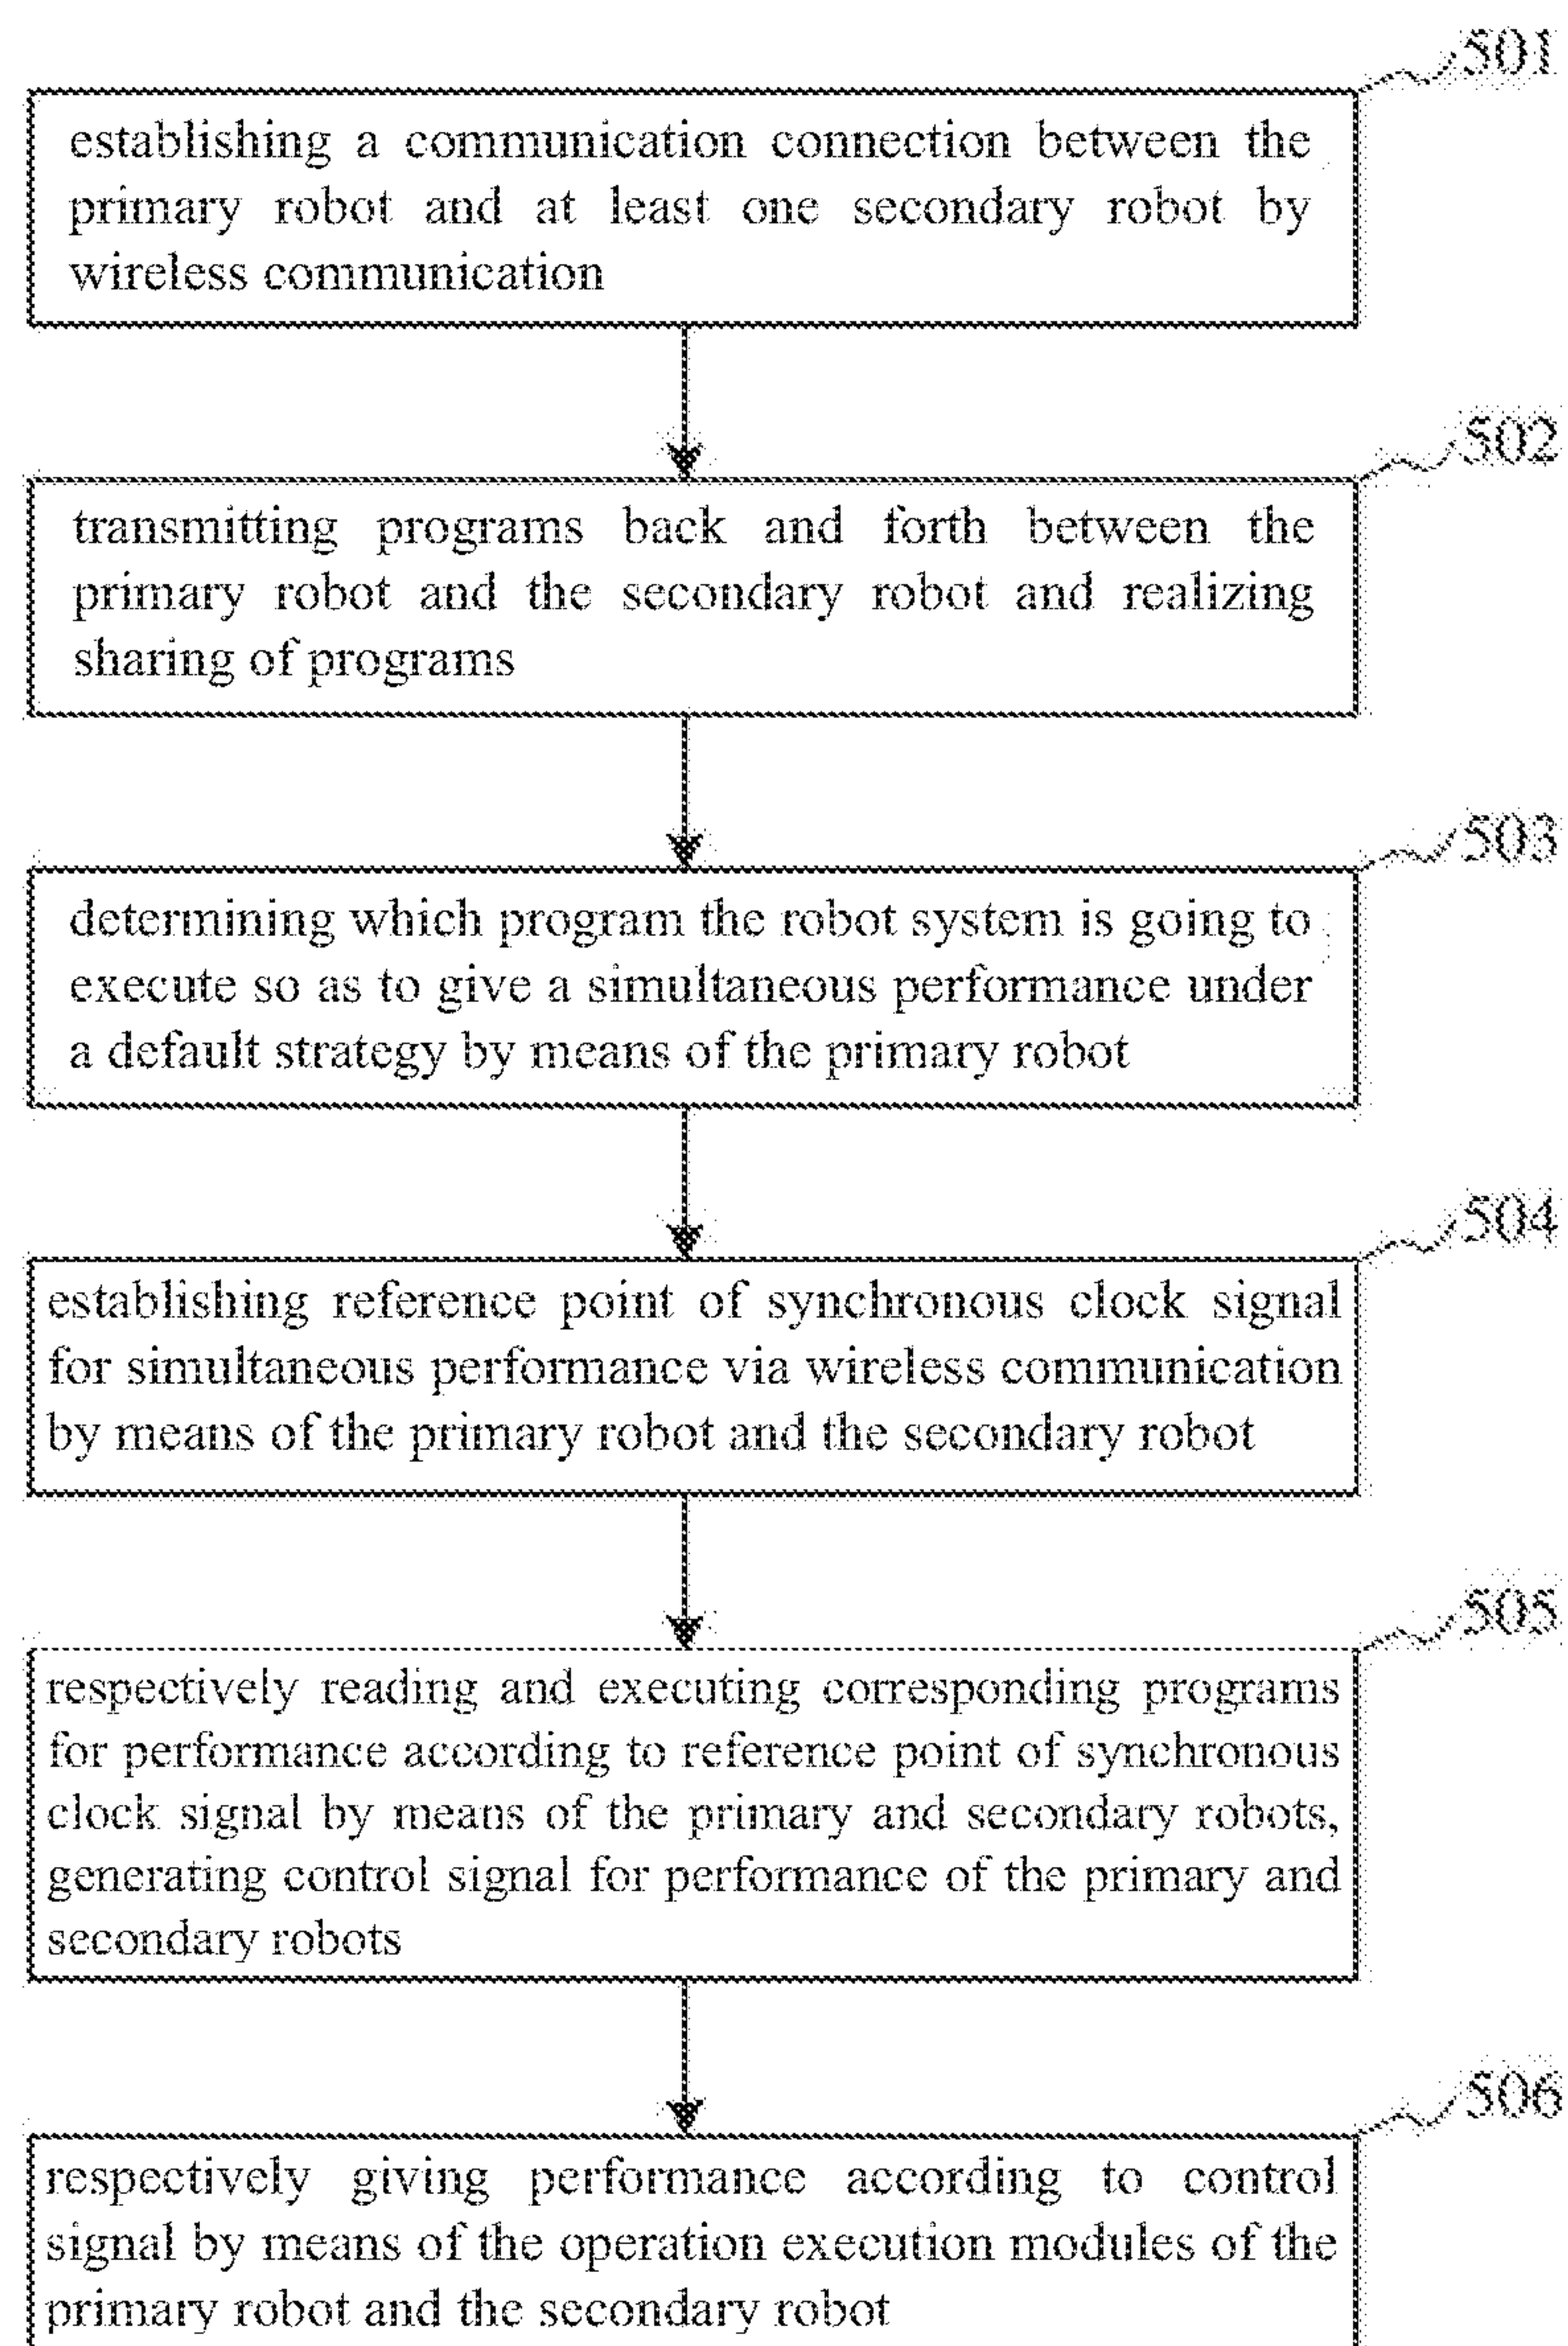 501
establishing a communication connection between the
primary robot and at least one secondary robot by
wireless communication
502
transmitting programs back and forth between the
primary robot and the secondary robot and realizing
sharing of programs
503
determining which program the robot system is going to
execute so as to give a simultaneous performance under
a default strategy by means of the primary robot
504
establishing reference point of synchronous clock signal
for simultaneous performance via wireless communication
by means of the primary robot and the secondary robot
505
respectively reading and executing corresponding programs
for performance according to reference point of synchronous
clock signal by means of the primary and secondary robots,
generating control signal for performance of the primary and
secondary robots
506
respectively giving performance according to control
signal by means of the operation execution modules of the
primary robot and the secondary robot